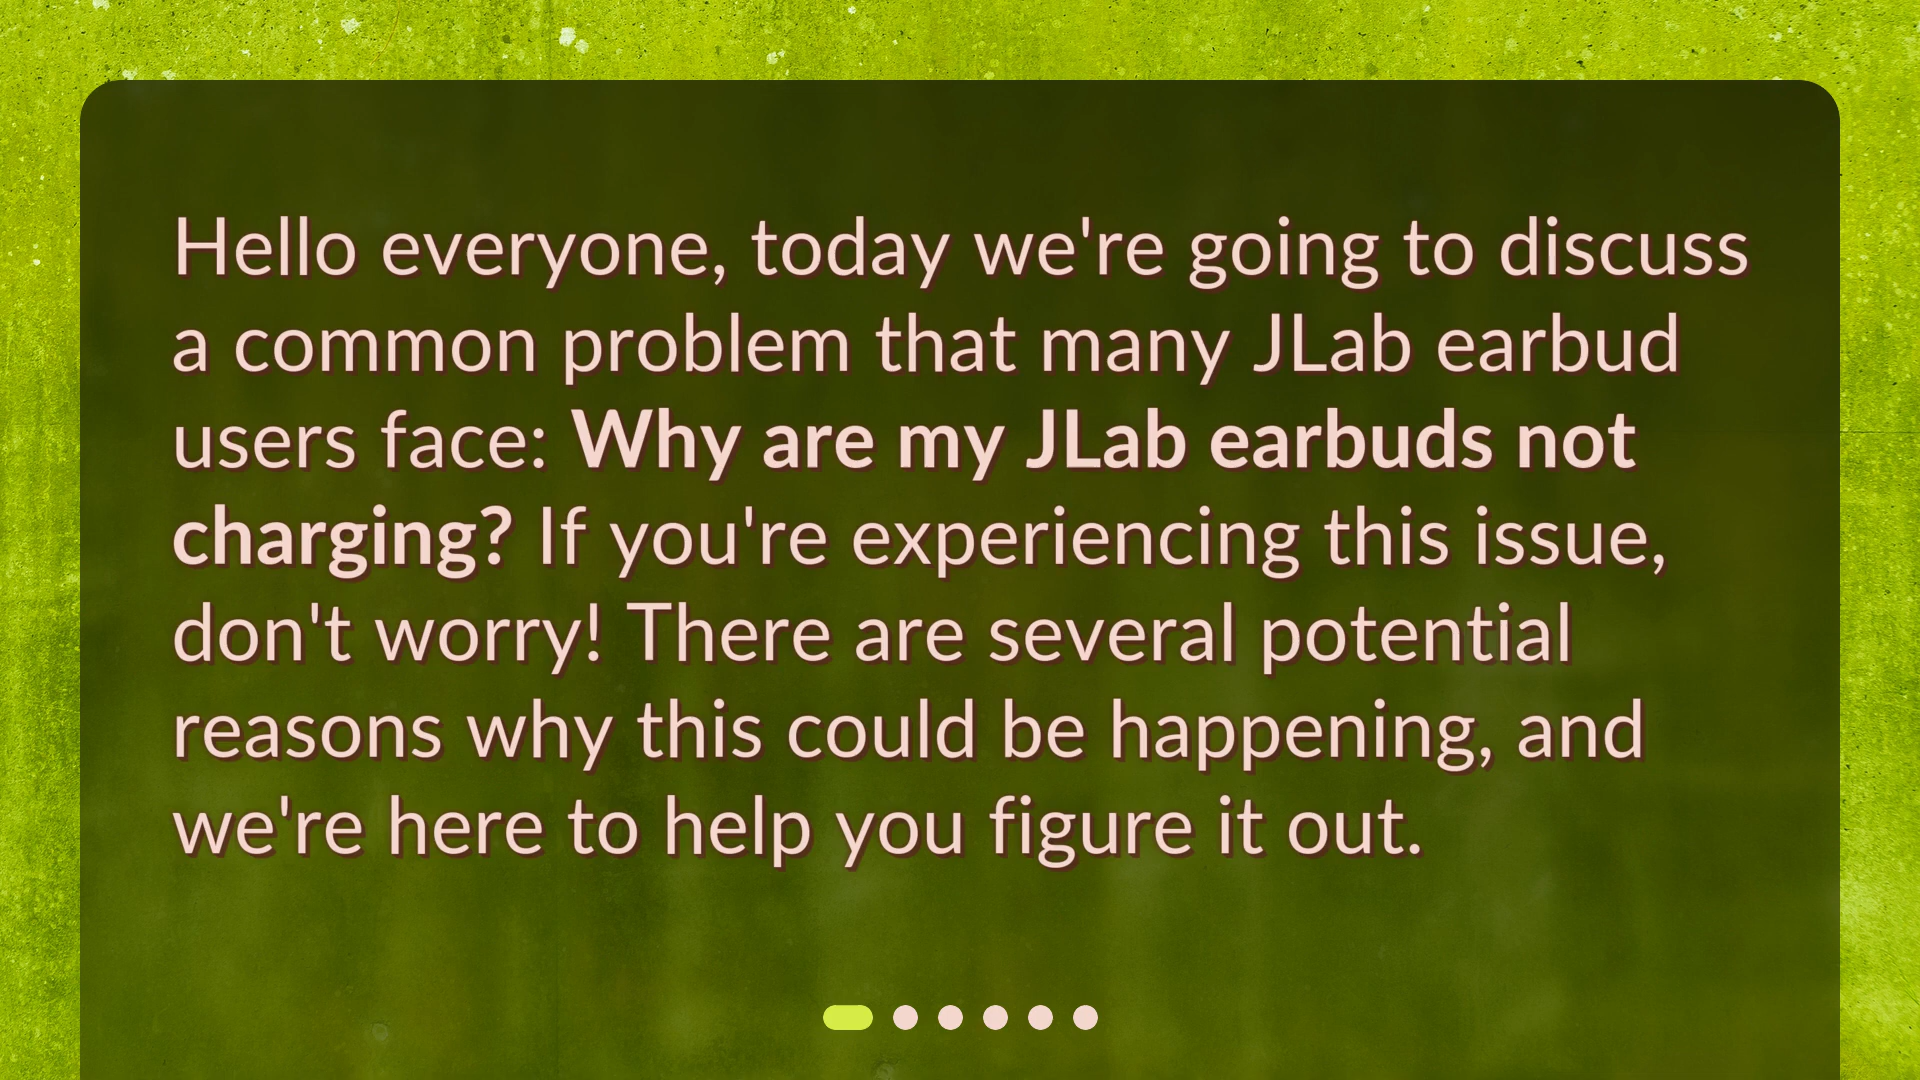 Hello everyone, today we're going to discuss
a common problem that many JLab earbud
users face: Why are my JLab earbuds not
charging? If you're experiencing this issue,
don't worry! There are several potential
reasons why this could be happening, and
we're here to help you figure it out.